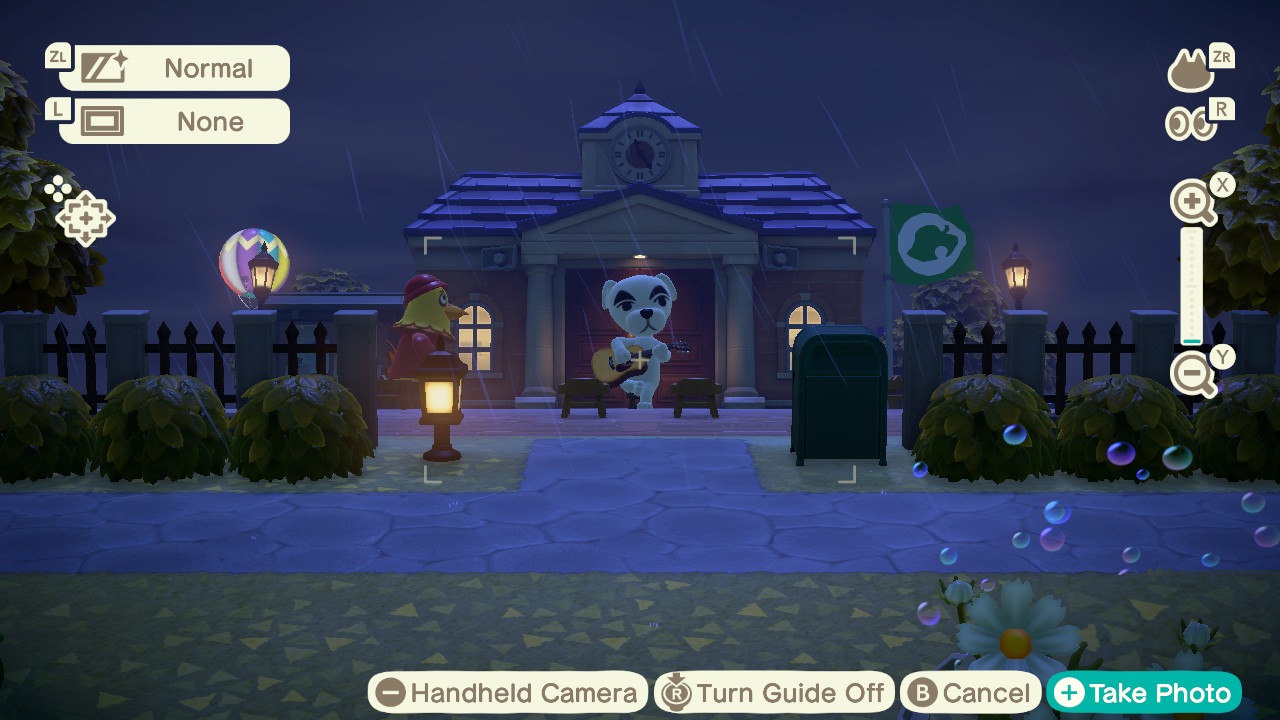 ZL
Normal
L
None
ZR
R
X
Y
Handheld Camera
R
Turn Guide Off
B
Cancel
Take Photo